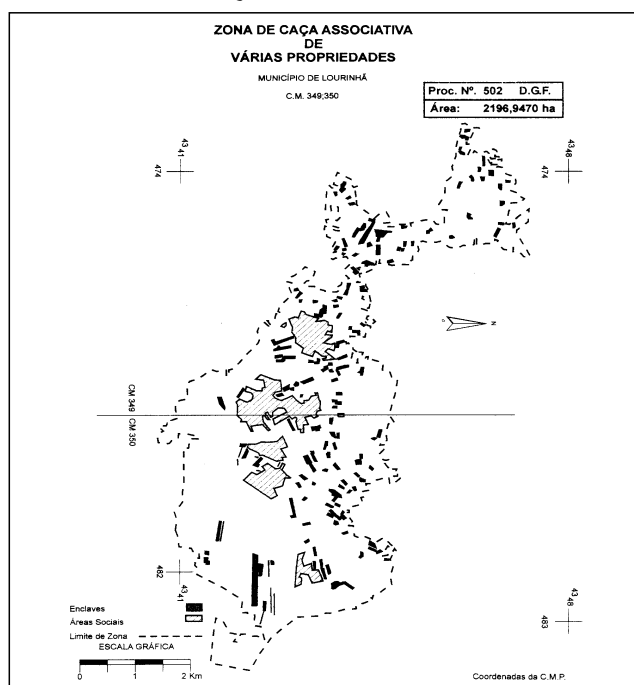 ZONA DE CAÇA ASSOCIATIVA
DE
VÁRIAS PROPRIEDADES
MUNICÍPIO DE LOURINHÃ
C.M. 349;350
Proc. Nº. 502 D.G.F.
Área: 2196,9470 ha
43
41
474
43
48
474
N
CM 349
CM 350
482
43
41
43
48
483
Enclaves
Áreas Sociais
Limite de Zona
ESCALA GRÁFICA
0 1 2 Km
Coordenadas da C.M.P.